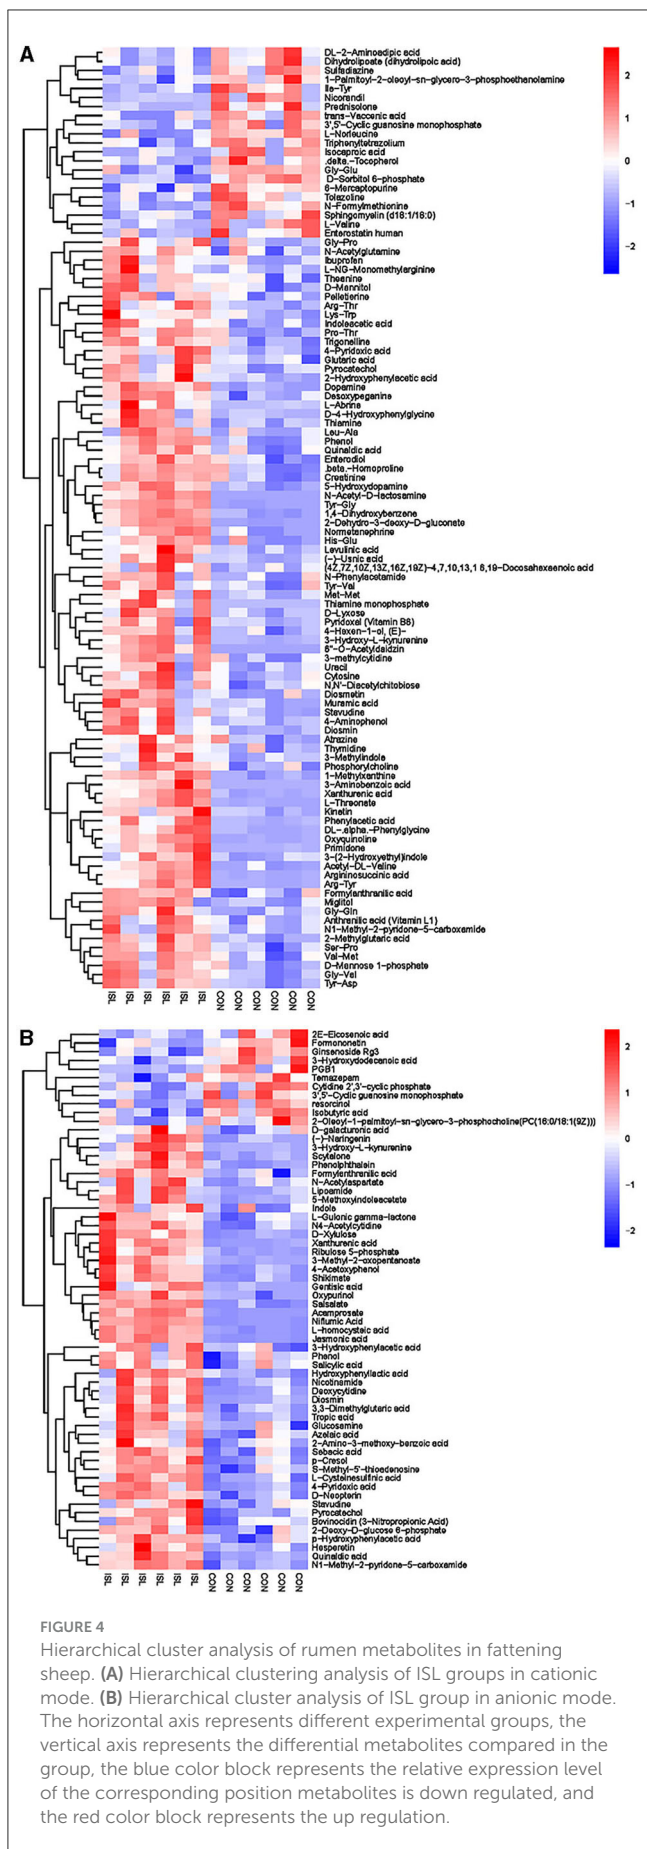 A
DL-2-Aminoadipic acid
Dihydrolipoate (dihydrolipoic acid)
Sulfadiazine
1-Palmitoyl-2-oleoyl-sn-glycero-3-phosphoethanolamine
Ile-Tyr
Nicorandil
Prednisolone
trans-Vaccenic acid
3',5'-Cyclic guanosine monophosphate
L-Norleucine
Triphenyltetrazolium
Isocaproic acid
.delta.-Tocopherol
Gly-Glu
D-Sorbitol 6-phosphate
6-Mercaptopurine
Tolazoline
N-Formylmethionine
Sphingomyelin (d18:1/18:0)
L-Valine
Enterostatin human
Gly-Pro
N-Acetylglutamine
Ibuprofen
L-NG-Monomethylarginine
Theanine
D-Mannitol
Pelletierine
Arg-Thr
Lys-Trp
Indoleacetic acid
Pro-Thr
Trigonelline
4-Pyridoxic acid
Glutaric acid
Pyrocatechol
2-Hydroxyphenylacetic acid
Dopamine
Desoxypeganine
L-Abrine
D-4-Hydroxyphenylglycine
Thiamine
Leu-Ala
Phenol
Quinaldic acid
Enterodiol
.beta.-Homoproline
Creatinine
5-Hydroxydopamine
N-Acetyl-D-lactosamine
Tyr-Gly
1,4-Dihydroxybenzene
2-Dehydro-3-deoxy-D-gluconate
Normetanephrine
His-Glu
Levulinic acid
(-)-Usnic acid
(4Z,7Z,10Z,13Z,16Z,19Z)-4,7,10,13,1 6,19-Docosahexaenoic acid
N-Phenylacetamide
Tyr-Val
Met-Met
Thiamine monophosphate
D-Lyxose
Pyridoxal (Vitamin B6)
4-Hexen-1-ol, (E)-
3-Hydroxy-L-kynurenine
6"-O-Acetyldaidzin
3-methylcytidine
Uracil
Cytosine
N,N'-Diacetylchitobiose
Diosmetin
Muramic acid
Stavudine
4-Aminophenol
Diosmin
Atrazine
Thymidine
3-Methylindole
Phosphorylcholine
1-Methylxanthine
3-Aminobenzoic acid
Xanthurenic acid
L-Threonate
Kinetin
Phenylacetic acid
DL-.alpha.-Phenylglycine
Oxyquinoline
Primidone
3-(2-Hydroxyethyl)indole
Acetyl-DL-Valine
Argininosuccinic acid
Arg-Tyr
Formylanthranilic acid
Miglitol
Gly-Gln
Anthranilic acid (Vitamin L1)
N1-Methyl-2-pyridone-5-carboxamide
2-Methylglutaric acid
Ser-Pro
Val-Met
D-Mannose 1-phosphate
Gly-Val
Tyr-Asp
ISL ISL ISL ISL ISL ISL CON CON CON CON CON CON
2
1
0
-1
-2
B
2E-Eicosenoic acid
Formononetin
Ginsenoside Rg3
3-Hydroxydodecanoic acid
PGB1
Temazepam
Cytidine 2',3'-cyclic phosphate
3',5'-Cyclic guanosine monophosphate
resorcinol
Isobutyric acid
2-Oleoyl-1-palmitoyl-sn-glycero-3-phosphocholine(PC(16:0/18:1(9Z)))
D-galacturonic acid
(-)-Naringenin
3-Hydroxy-L-kynurenine
Scytalone
Phenolphthalein
Formylanthranilic acid
N-Acetylaspartate
Lipoamide
5-Methoxyindoleacetate
Indole
L-Gulonic gamma-lactone
N4-Acetylcytidine
D-Xylulose
Xanthurenic acid
Ribulose 5-phosphate
3-Methyl-2-oxopentanoate
4-Acetoxyphenol
Shikimate
Gentisic acid
Oxypurinol
Salsalate
Acamprosate
Niflumic Acid
L-homocysteic acid
Jasmonic acid
3-Hydroxyphenylacetic acid
Phenol
Salicylic acid
Hydroxyphenyllactic acid
Nicotinamide
Deoxycytidine
Diosmin
3,3-Dimethylglutaric acid
Tropic acid
Glucosamine
Azelaic acid
2-Amino-3-methoxy-benzoic acid
Sebacic acid
p-Cresol
S-Methyl-5'-thioadenosine
L-Cysteinesulfinic acid
4-Pyridoxic acid
D-Neopterin
Stavudine
Pyrocatechol
Bovinocidin (3-Nitropropionic Acid)
2-Deoxy-D-glucose 6-phosphate
p-Hydroxyphenylacetic acid
Hesperetin
Quinaldic acid
N1-Methyl-2-pyridone-5-carboxamide
ISL ISL ISL ISL ISL ISL CON CON CON CON CON CON
2
1
0
-1
-2
FIGURE 4
Hierarchical cluster analysis of rumen metabolites in fattening
sheep. (A) Hierarchical clustering analysis of ISL groups in cationic
mode. (B) Hierarchical cluster analysis of ISL group in anionic mode.
The horizontal axis represents different experimental groups, the
vertical axis represents the differential metabolites compared in the
group, the blue color block represents the relative expression level
of the corresponding position metabolites is down regulated, and
the red color block represents the up regulation.